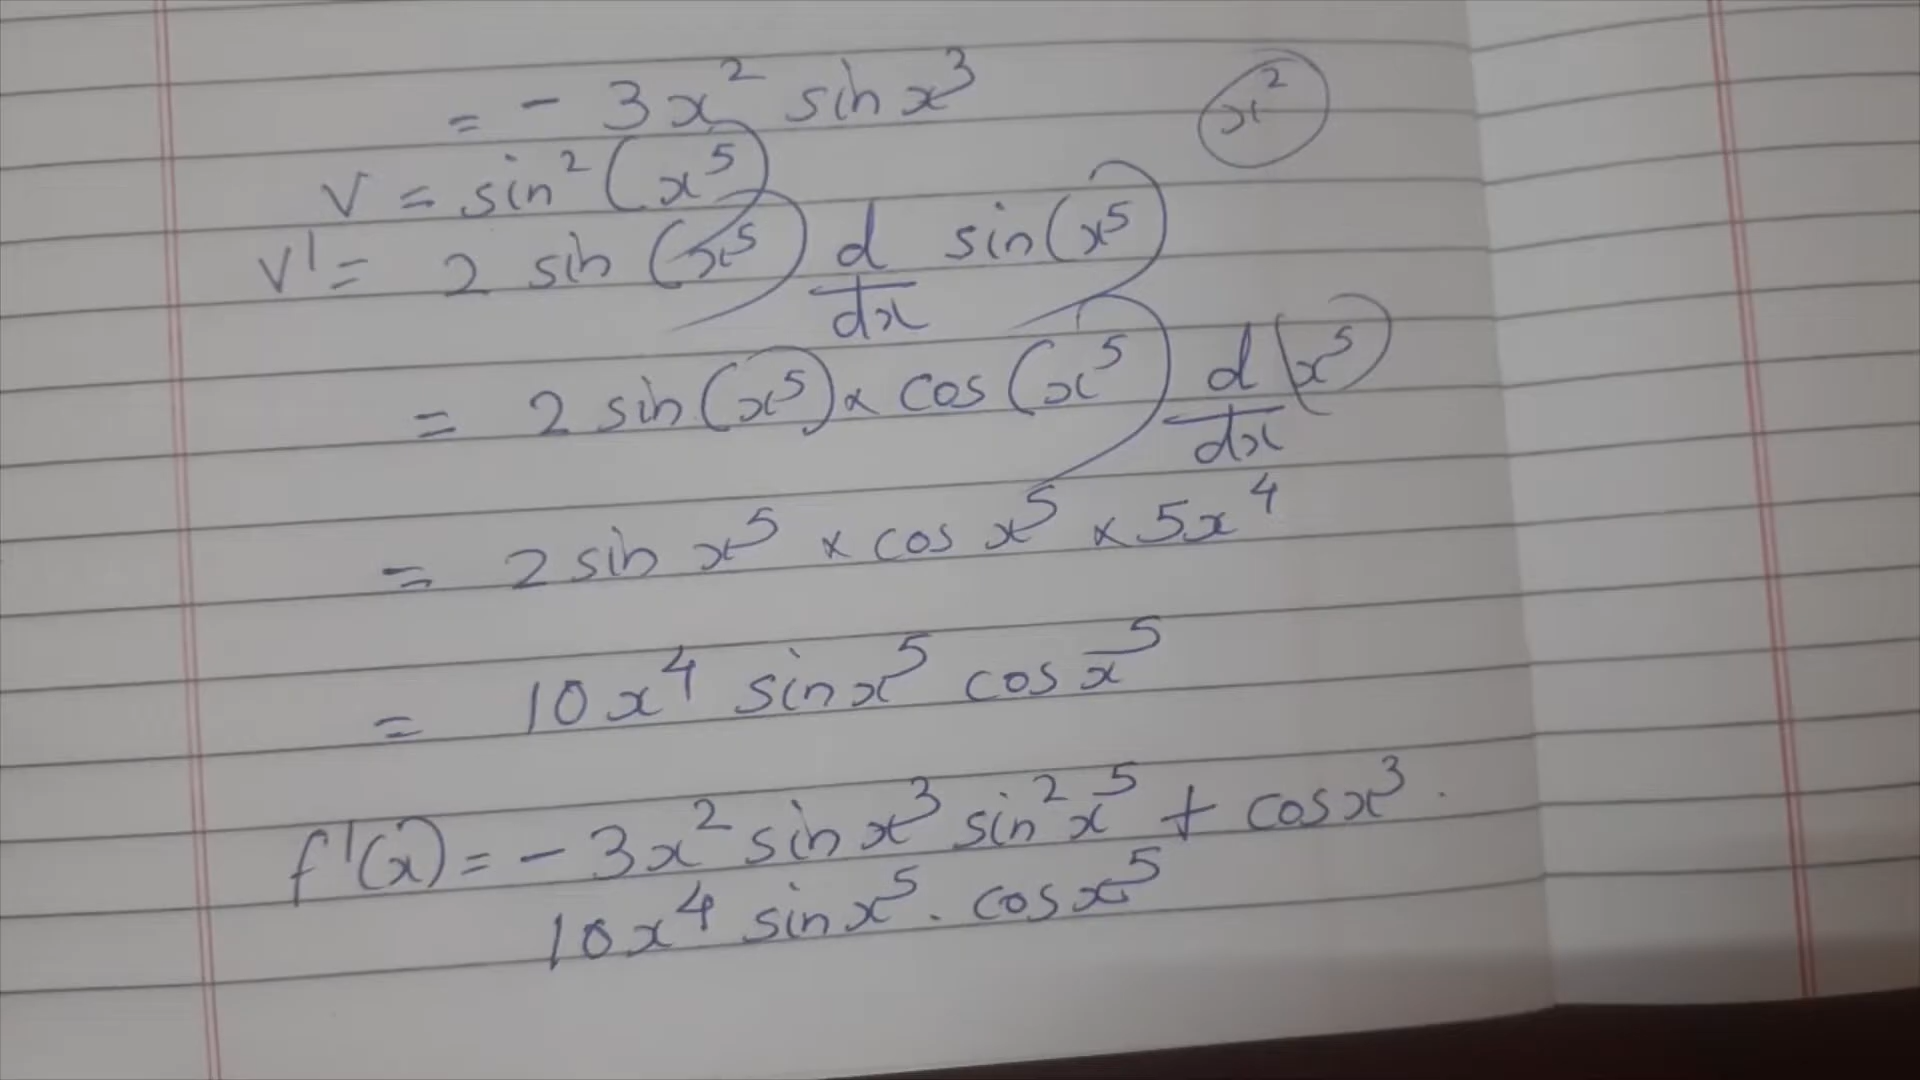 = - 3x² sin x³
x²
V = sin² (x⁵)
V' = 2 sin (x⁵) d/dx sin(x⁵)
= 2 sin(x⁵) × cos (x⁵) d/dx (x⁵)
= 2 sin x⁵ × cos x⁵ × 5x⁴
= 10x⁴ sin x⁵ cos x⁵
f'(x) = - 3x² sin x³ sin² x⁵ + cos x³ .
10x⁴ sin x⁵ . cos x⁵